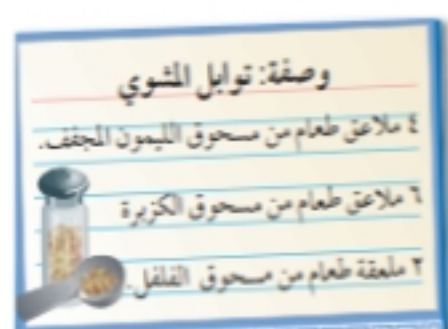 وصفة: توابل المشوي
٤ ملاعق طعام من مسحوق الليمون المجفف.
٦ ملاعق طعام من مسحوق الكزبرة
٢ ملعقة طعام من مسحوق الفلفل.